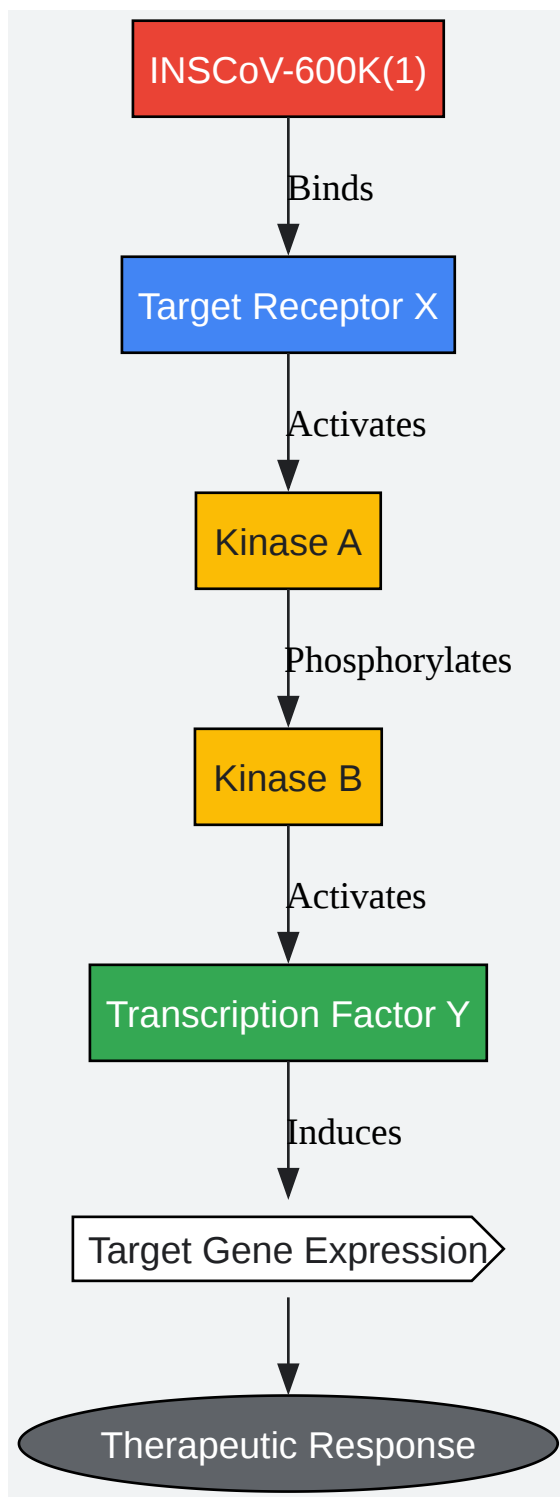 INSCoV-600K(1)
Binds
Target Receptor X
Activates
Kinase A
Phosphorylates
Kinase B
Activates
Transcription Factor Y
Induces
Target Gene Expression
Therapeutic Response